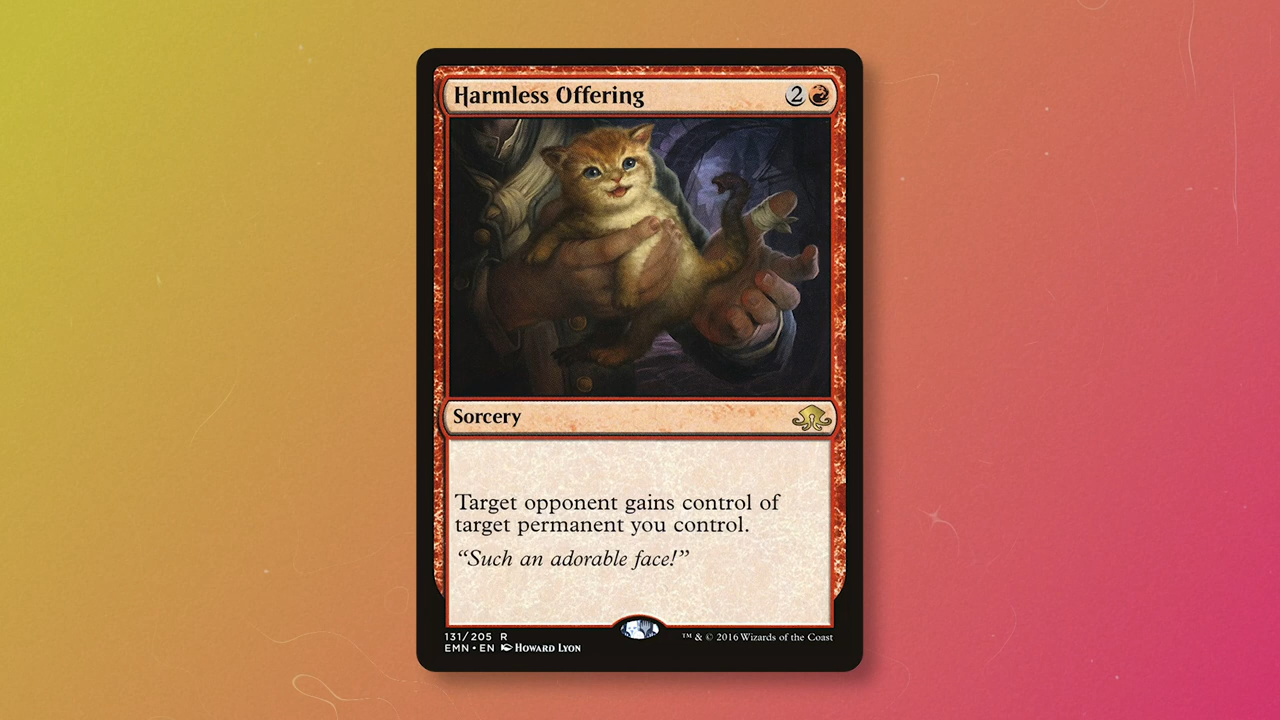 Harmless Offering 2
Sorcery
Target opponent gains control of
target permanent you control.
“Such an adorable face!”
131/205 R
EMN • EN Howard Lyon
™ & © 2016 Wizards of the Coast